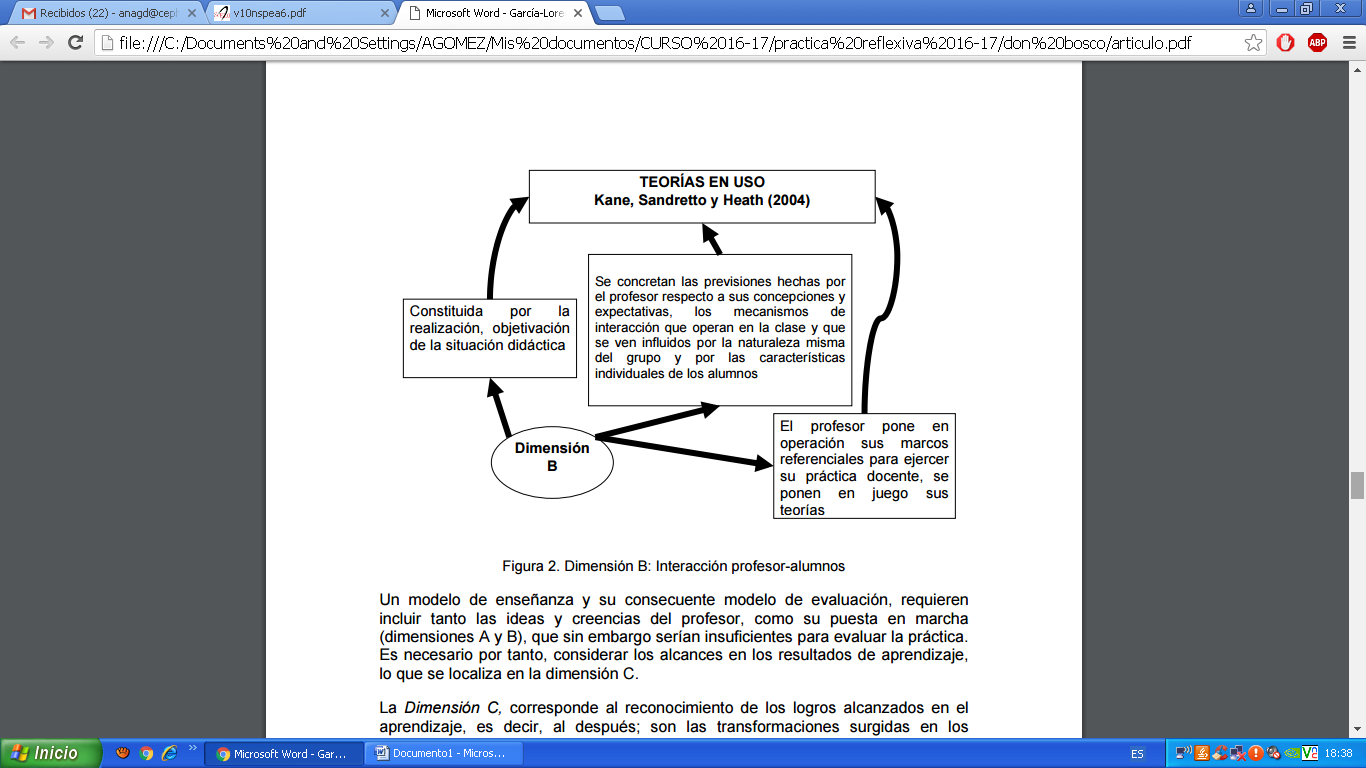 Recibidos (22) - anagd@cep
v10nspea6.pdf
Microsoft Word - García-Lore
file:///C:/Documents%20and%20Settings/AGOMEZ/Mis%20documentos/CURSO%2016-17/practica%20reflexiva%2016-17/don%20bosco/articulo.pdf
ABP
TEORÍAS EN USO
Kane, Sandretto y Heath (2004)
Se concretan las previsiones hechas por
el profesor respecto a sus concepciones y
expectativas, los mecanismos de
interacción que operan en la clase y que
se ven influidos por la naturaleza misma
del grupo y por las características
individuales de los alumnos
Constituida por la
realización, objetivación
de la situación didáctica
El profesor pone en
operación sus marcos
referenciales para ejercer
su práctica docente, se
ponen en juego sus
teorías
Dimensión
B
Figura 2. Dimensión B: Interacción profesor-alumnos
Un modelo de enseñanza y su consecuente modelo de evaluación, requieren
incluir tanto las ideas y creencias del profesor, como su puesta en marcha
(dimensiones A y B), que sin embargo serían insuficientes para evaluar la práctica.
Es necesario por tanto, considerar los alcances en los resultados de aprendizaje,
lo que se localiza en la dimensión C.
La Dimensión C, corresponde al reconocimiento de los logros alcanzados en el
aprendizaje, es decir, al después; son las transformaciones surgidas en los
Inicio
Microsoft Word - Gar...
Documento1 - Micros...
ES
18:38